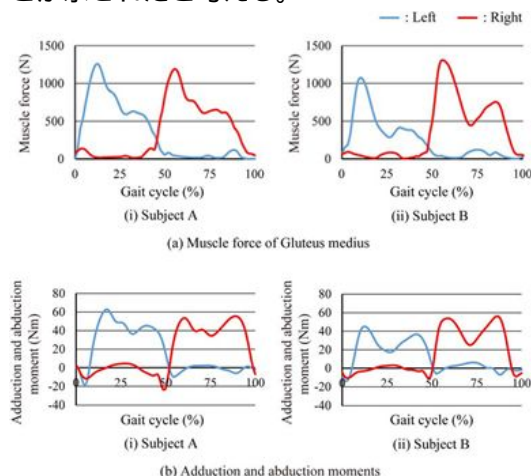 : Left : Right
1500
1000
500
0
Muscle force (N)
0 25 50 75 100
Gait cycle (%)
(i) Subject A
1500
1000
500
0
Muscle force (N)
0 25 50 75 100
Gait cycle (%)
(ii) Subject B
(a) Muscle force of Gluteus medius
80
60
40
20
0
-20
-40
Adduction and abduction
moment (Nm)
0 25 50 75 100
Gait cycle (%)
(i) Subject A
80
60
40
20
0
-20
-40
Adduction and abduction
moment (Nm)
0 25 50 75 100
Gait cycle (%)
(ii) Subject B
(b) Adduction and abduction moments